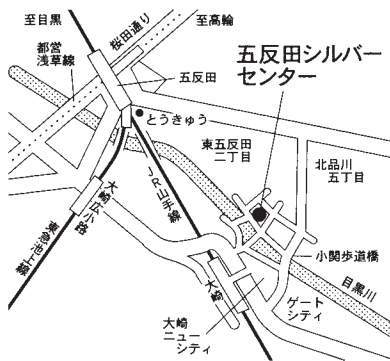 至目黒
桜田通り
至高輪
都営
浅草線
五反田シルバー
センター
五反田
とうきゅう
東五反田
二丁目
北品川
五丁目
JR山手線
大崎広小路
東急池上線
小関歩道橋
目黒川
大崎
ゲート
シティ
大崎
ニュー
シティ